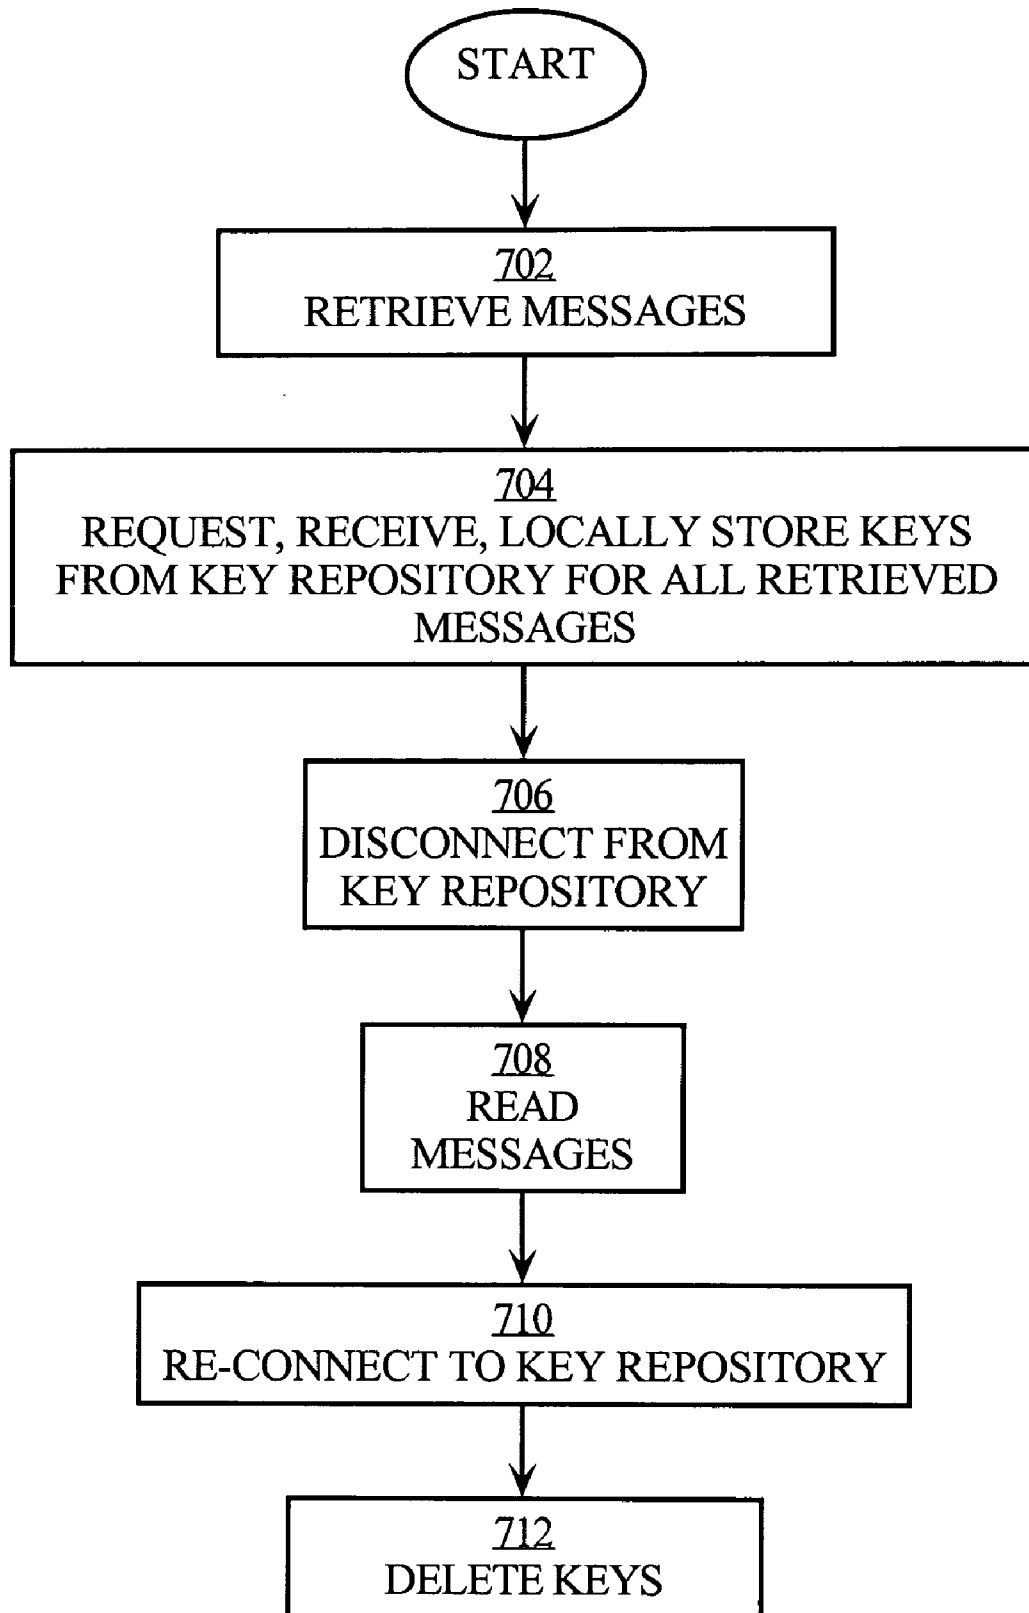 START
702
RETRIEVE MESSAGES
704
REQUEST, RECEIVE, LOCALLY STORE KEYS
FROM KEY REPOSITORY FOR ALL RETRIEVED
MESSAGES
706
DISCONNECT FROM
KEY REPOSITORY
708
READ
MESSAGES
710
RE-CONNECT TO KEY REPOSITORY
712
DELETE KEYS